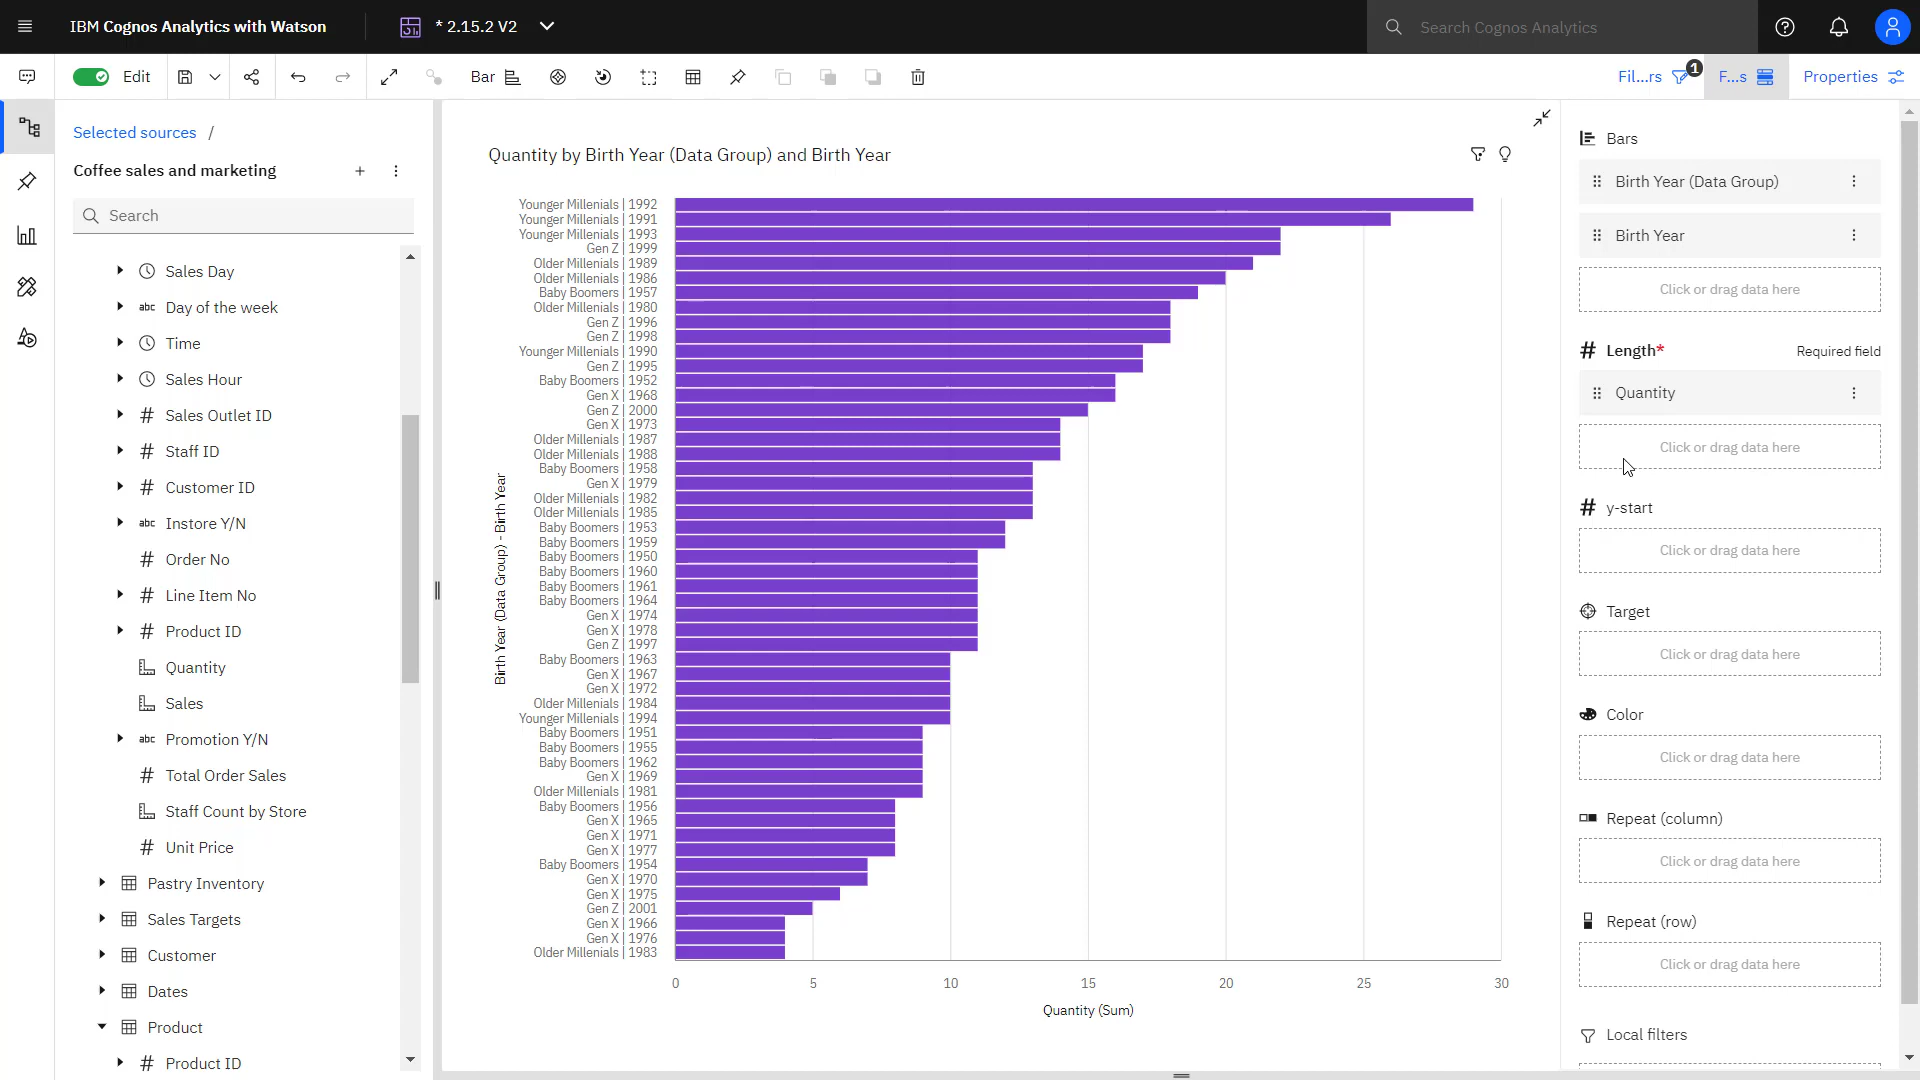 IBM Cognos Analytics with Watson
* 2.15.2 V2
Search Cognos Analytics
Edit
Bar
Fil...rs
1
F...s
Properties
Selected sources /
Coffee sales and marketing
Search
Sales Day
abc Day of the week
Time
Sales Hour
# Sales Outlet ID
# Staff ID
# Customer ID
abc Instore Y/N
# Order No
# Line Item No
# Product ID
Quantity
Sales
abc Promotion Y/N
# Total Order Sales
Staff Count by Store
# Unit Price
Pastry Inventory
Sales Targets
Customer
Dates
Product
# Product ID
Quantity by Birth Year (Data Group) and Birth Year
Birth Year (Data Group) - Birth Year
Younger Millenials | 1992
Younger Millenials | 1991
Younger Millenials | 1993
Gen Z | 1999
Older Millenials | 1989
Older Millenials | 1986
Baby Boomers | 1957
Older Millenials | 1980
Gen Z | 1996
Gen Z | 1998
Younger Millenials | 1990
Gen Z | 1995
Baby Boomers | 1952
Gen X | 1968
Gen Z | 2000
Gen X | 1973
Older Millenials | 1987
Older Millenials | 1988
Baby Boomers | 1958
Gen X | 1979
Older Millenials | 1982
Older Millenials | 1985
Baby Boomers | 1953
Baby Boomers | 1959
Baby Boomers | 1950
Baby Boomers | 1960
Baby Boomers | 1961
Baby Boomers | 1964
Gen X | 1974
Gen X | 1978
Gen Z | 1997
Baby Boomers | 1963
Gen X | 1967
Gen X | 1972
Older Millenials | 1984
Younger Millenials | 1994
Baby Boomers | 1951
Baby Boomers | 1955
Baby Boomers | 1962
Gen X | 1969
Older Millenials | 1981
Baby Boomers | 1956
Gen X | 1965
Gen X | 1971
Gen X | 1977
Baby Boomers | 1954
Gen X | 1970
Gen X | 1975
Gen Z | 2001
Gen X | 1966
Gen X | 1976
Older Millenials | 1983
0 5 10 15 20 25 30
Quantity (Sum)
Bars
Birth Year (Data Group)
Birth Year
Click or drag data here
# Length* Required field
Quantity
Click or drag data here
# y-start
Click or drag data here
Target
Click or drag data here
Color
Click or drag data here
Repeat (column)
Click or drag data here
Repeat (row)
Click or drag data here
Local filters